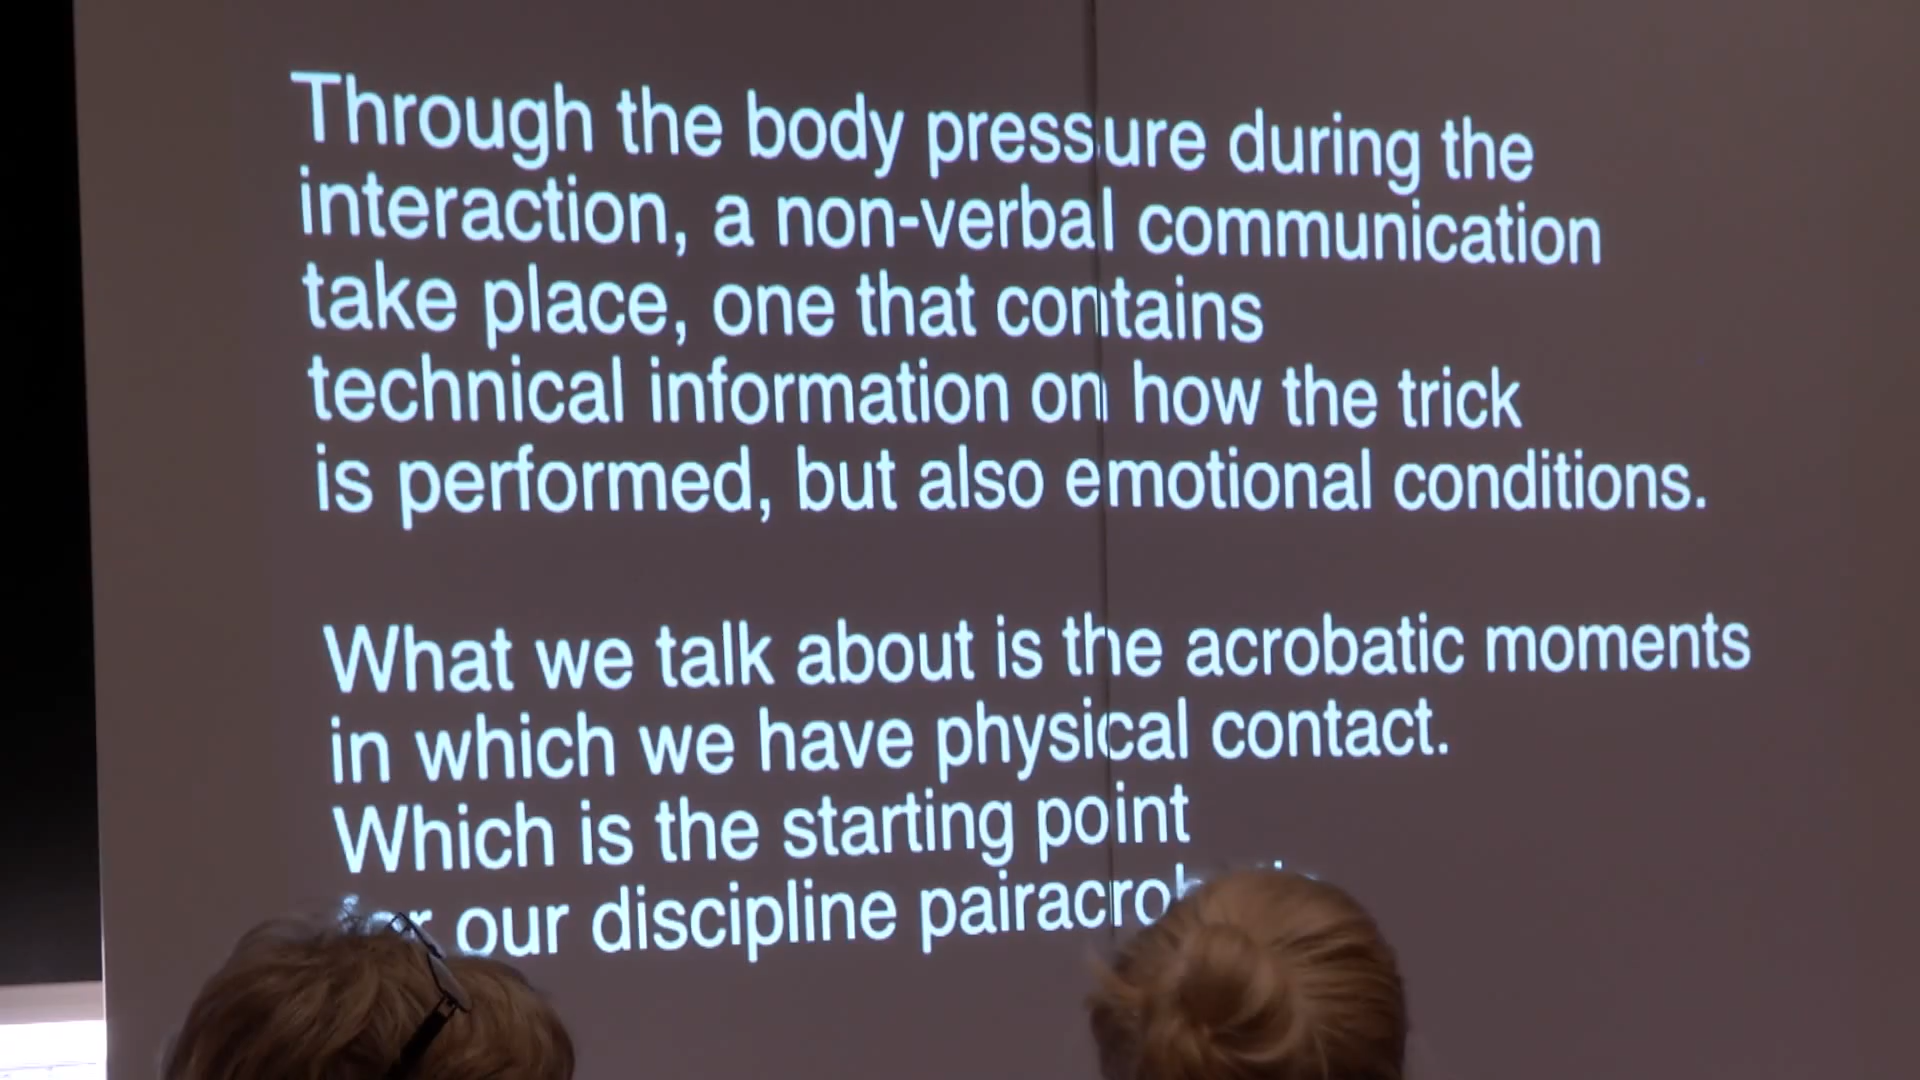 Through the body pressure during the
interaction, a non-verbal communication
take place, one that contains
technical information on how the trick
is performed, but also emotional conditions.
What we talk about is the acrobatic moments
in which we have physical contact.
Which is the starting point
our discipline